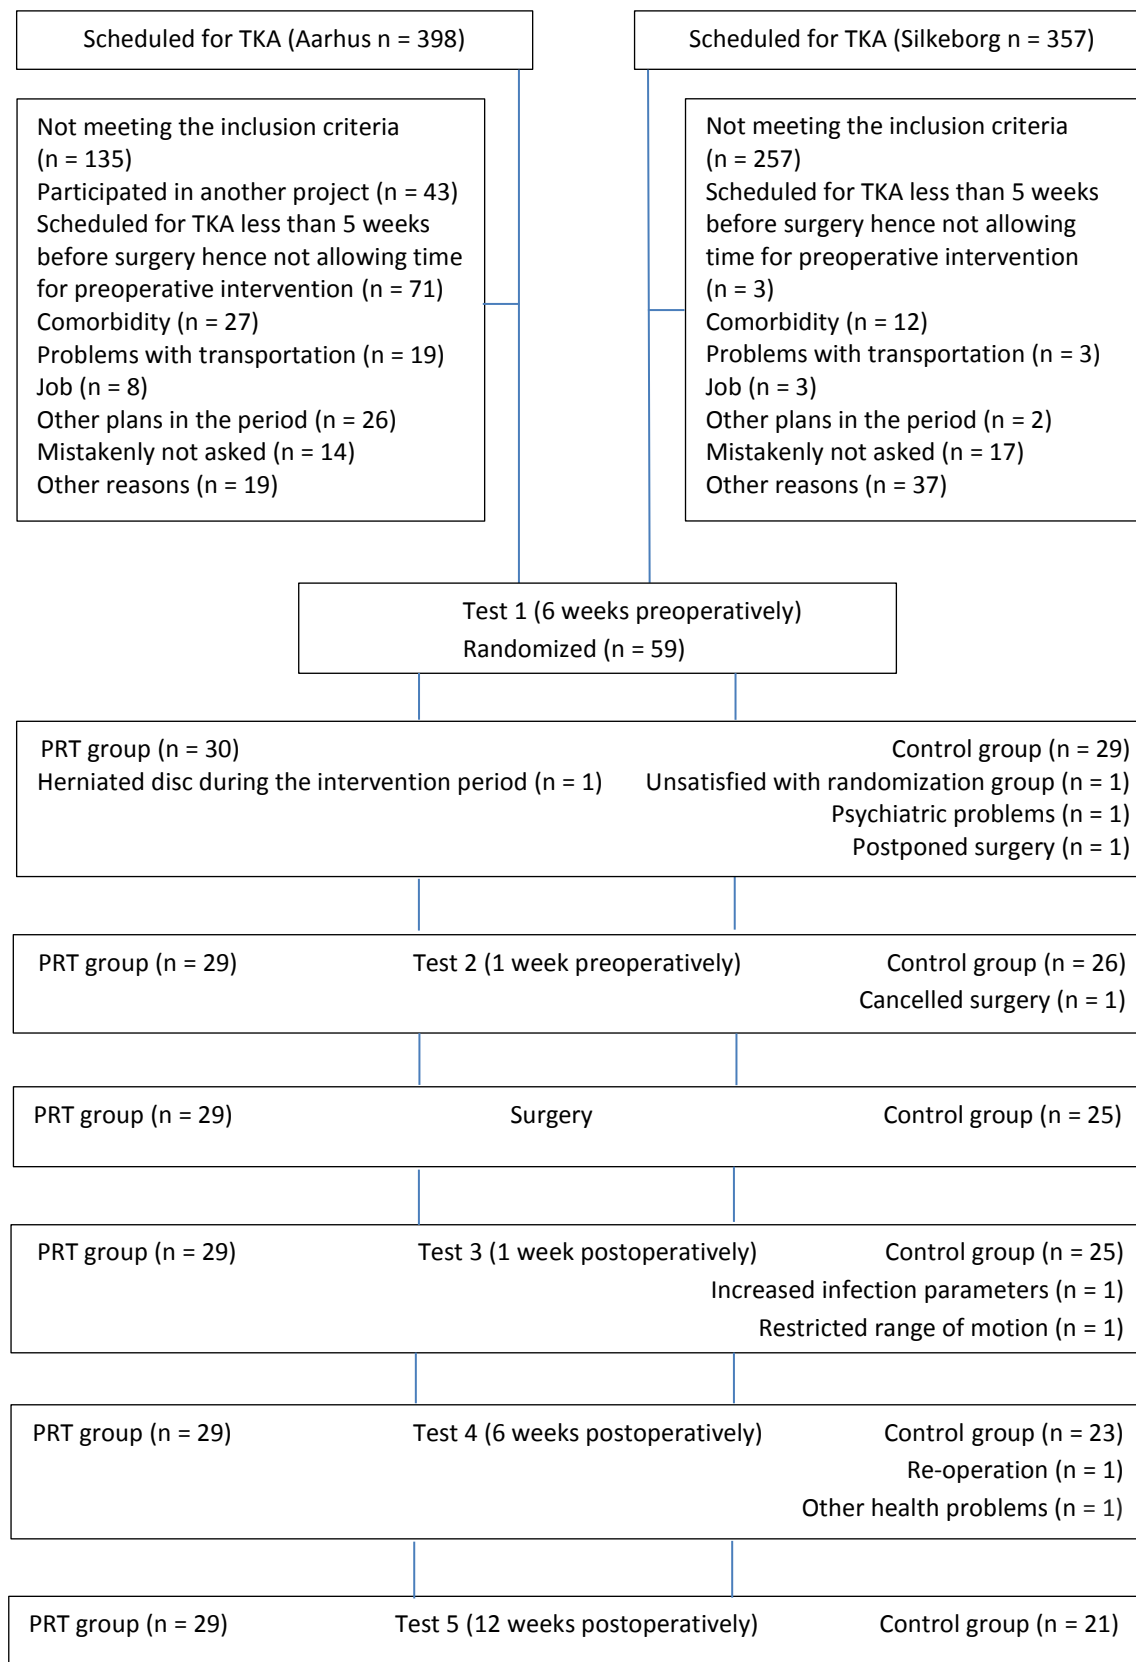 Scheduled for TKA (Aarhus n = 398)
Scheduled for TKA (Silkeborg n = 357)
Not meeting the inclusion criteria
(n = 135)
Participated in another project (n = 43)
Scheduled for TKA less than 5 weeks
before surgery hence not allowing time
for preoperative intervention (n = 71)
Comorbidity (n = 27)
Problems with transportation (n = 19)
Job (n = 8)
Other plans in the period (n = 26)
Mistakenly not asked (n = 14)
Other reasons (n = 19)
Not meeting the inclusion criteria
(n = 257)
Scheduled for TKA less than 5 weeks
before surgery hence not allowing
time for preoperative intervention
(n = 3)
Comorbidity (n = 12)
Problems with transportation (n = 3)
Job (n = 3)
Other plans in the period (n = 2)
Mistakenly not asked (n = 17)
Other reasons (n = 37)
Test 1 (6 weeks preoperatively)
Randomized (n = 59)
PRT group (n = 30)
Herniated disc during the intervention period (n = 1)
Control group (n = 29)
Unsatisfied with randomization group (n = 1)
Psychiatric problems (n = 1)
Postponed surgery (n = 1)
PRT group (n = 29)
Test 2 (1 week preoperatively)
Control group (n = 26)
Cancelled surgery (n = 1)
PRT group (n = 29)
Surgery
Control group (n = 25)
PRT group (n = 29)
Test 3 (1 week postoperatively)
Control group (n = 25)
Increased infection parameters (n = 1)
Restricted range of motion (n = 1)
PRT group (n = 29)
Test 4 (6 weeks postoperatively)
Control group (n = 23)
Re-operation (n = 1)
Other health problems (n = 1)
PRT group (n = 29)
Test 5 (12 weeks postoperatively)
Control group (n = 21)